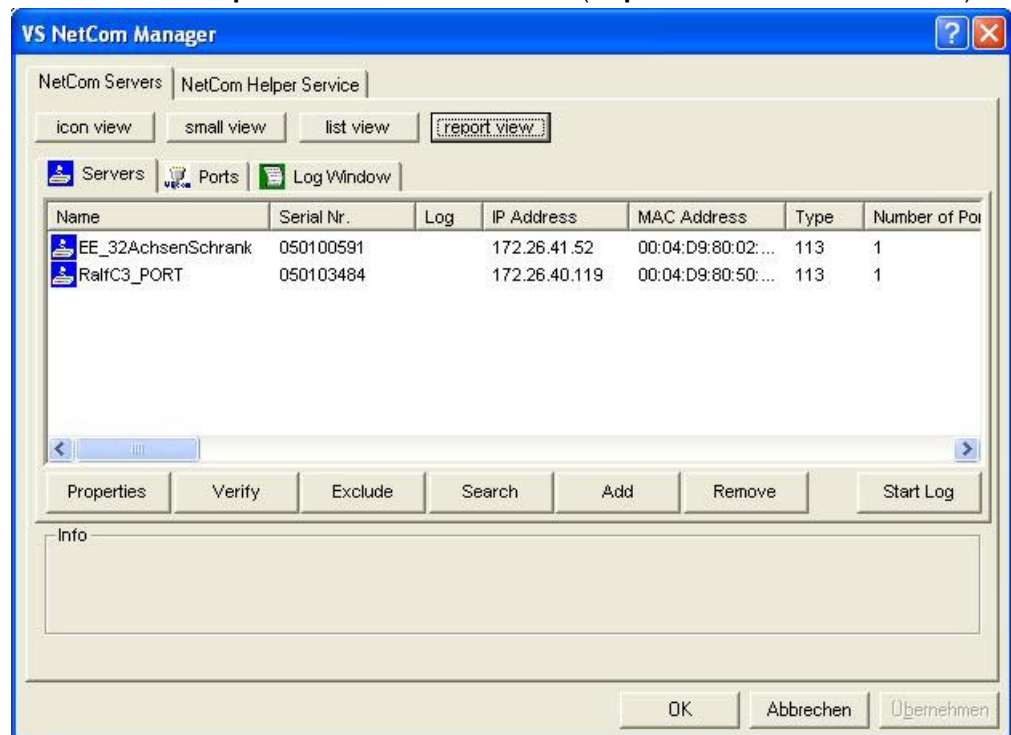 VS NetCom Manager
NetCom Servers NetCom Helper Service
icon view small view list view report view
Servers Ports Log Window
Name Serial Nr. Log IP Address MAC Address Type Number of Por
EE_32AchsenSchrank 050100591 172.26.41.52 00:04:D9:80:02:... 113 1
RalfC3_PORT 050103484 172.26.40.119 00:04:D9:80:50:... 113 1
Properties Verify Exclude Search Add Remove Start Log
Info
OK Abbrechen Übernehmen